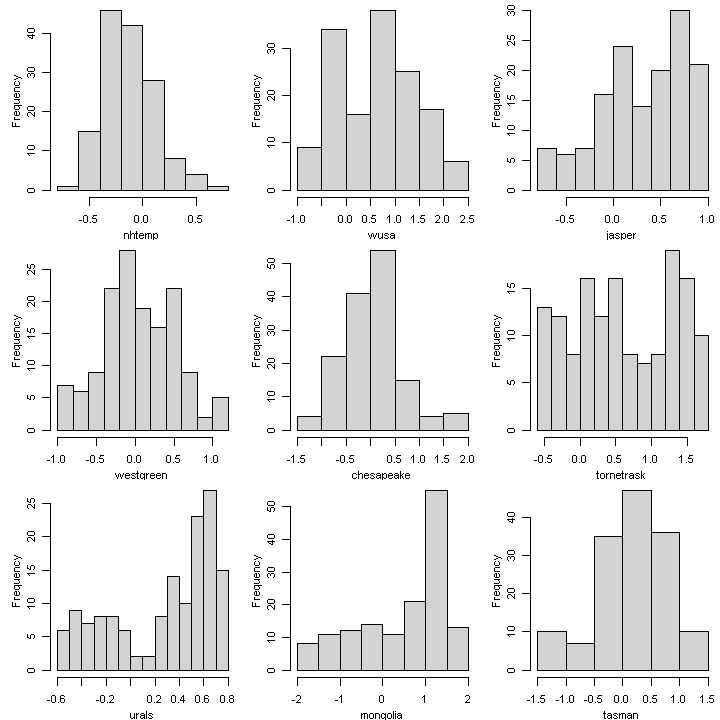 Frequency
0 10 20 30 40
-0.5 0.0 0.5
nhtemp
Frequency
0 10 20 30
-1.0 0.0 0.5 1.0 1.5 2.0 2.5
wusa
Frequency
0 5 10 15 20 25 30
-0.5 0.0 0.5 1.0
jasper
Frequency
0 5 10 15 20 25
-1.0 -0.5 0.0 0.5 1.0
westgreen
Frequency
0 10 20 30 40 50
-1.5 -0.5 0.0 0.5 1.0 1.5 2.0
chesapeake
Frequency
0 5 10 15
-0.5 0.0 0.5 1.0 1.5
tornetrask
Frequency
0 5 10 15 20 25
-0.6 -0.2 0.2 0.4 0.6 0.8
urals
Frequency
0 10 20 30 40 50
-2 -1 0 1 2
mongolia
Frequency
0 10 20 30 40
-1.5 -1.0 -0.5 0.0 0.5 1.0 1.5
tasman